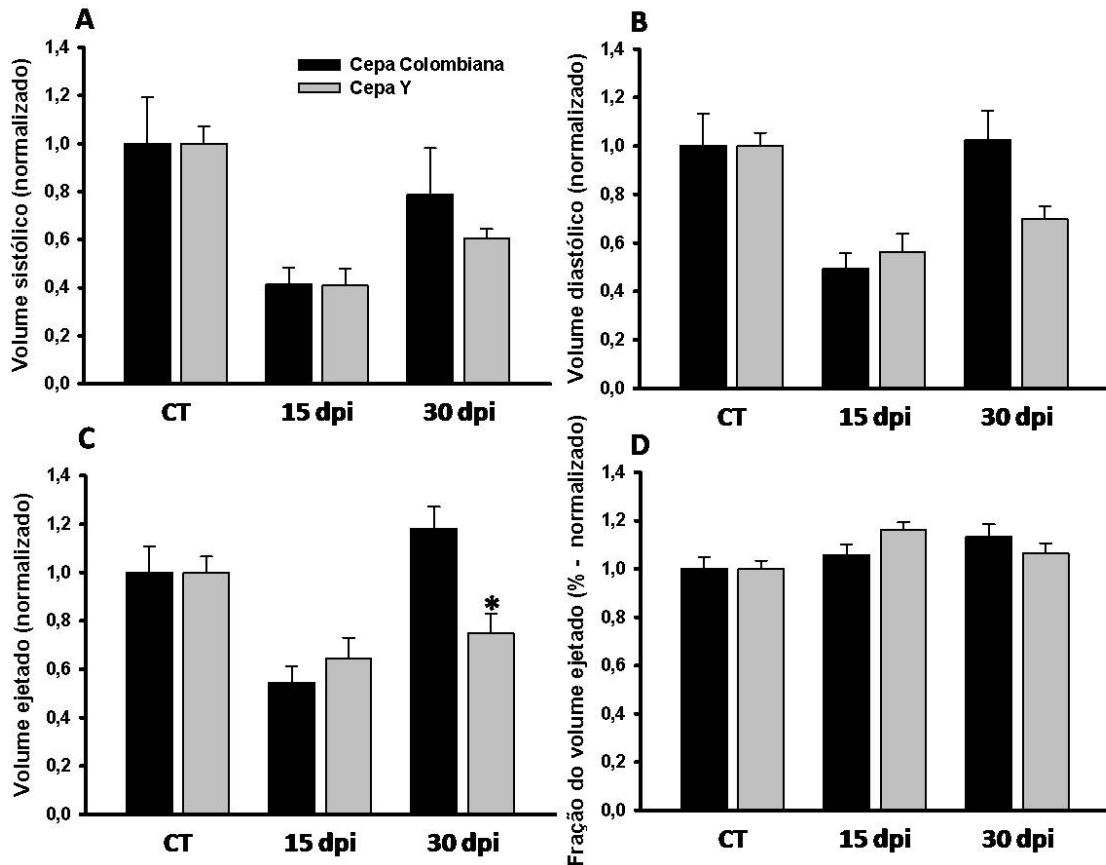 A
Volume sistólico (normalizado)
1,4
1,2
1,0
0,8
0,6
0,4
0,2
0,0
Cepa Colombiana
Cepa Y
CT 15 dpi 30 dpi
B
Volume diastólico (normalizado)
1,4
1,2
1,0
0,8
0,6
0,4
0,2
0,0
CT 15 dpi 30 dpi
C
Volume ejetado (normalizado)
1,4
1,2
1,0
0,8
0,6
0,4
0,2
0,0
*
CT 15 dpi 30 dpi
D
Fração do volume ejetado (% - normalizado)
1,4
1,2
1,0
0,8
0,6
0,4
0,2
0,0
CT 15 dpi 30 dpi